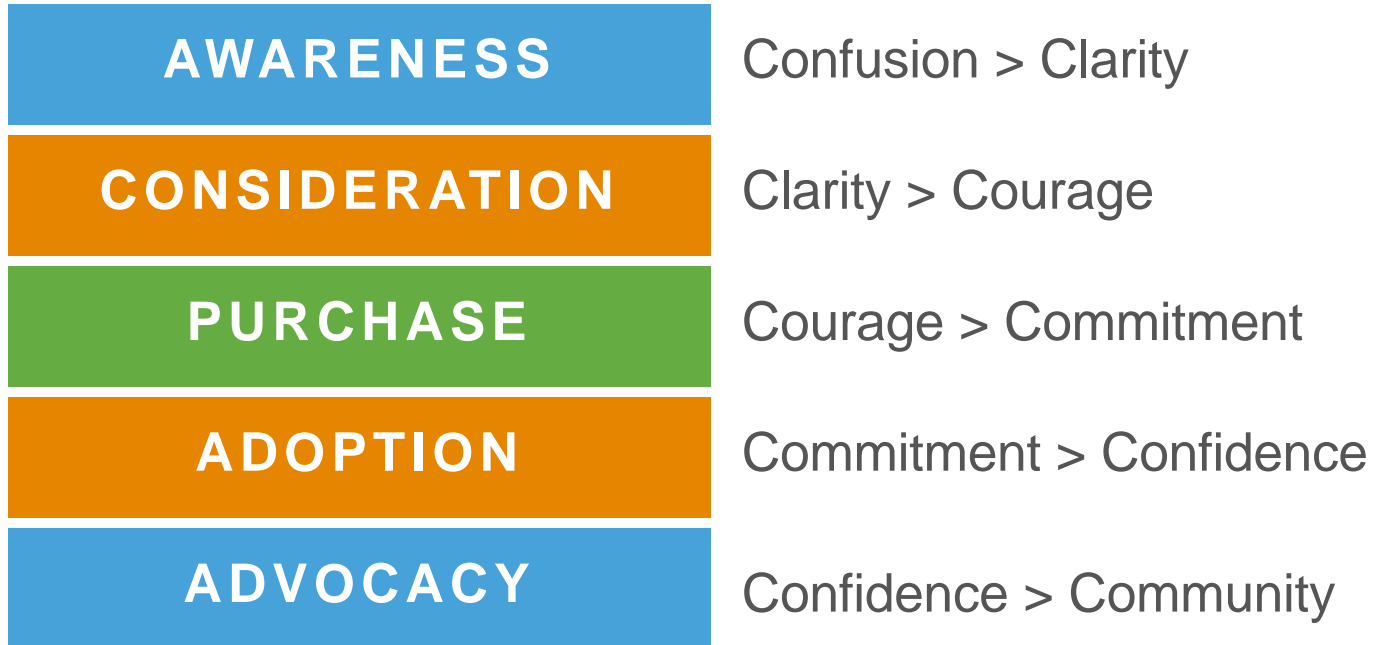 AWARENESS Confusion > Clarity
CONSIDERATION Clarity > Courage
PURCHASE Courage > Commitment
ADOPTION Commitment > Confidence
ADVOCACY Confidence > Community